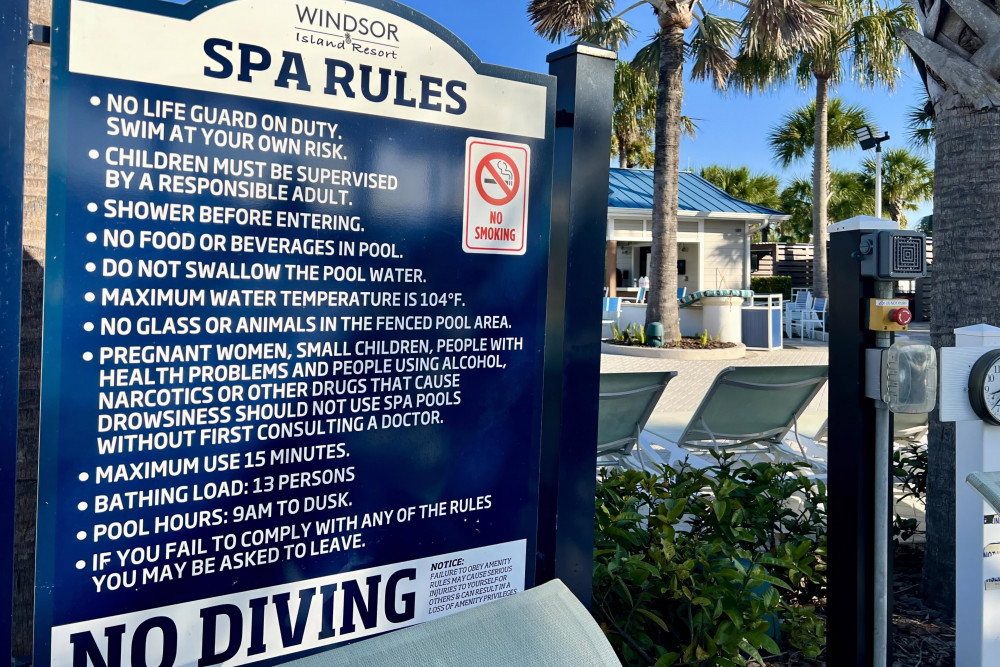 WINDSOR
Island Resort
SPA RULES
• NO LIFE GUARD ON DUTY.
SWIM AT YOUR OWN RISK.
• CHILDREN MUST BE SUPERVISED
BY A RESPONSIBLE ADULT.
• SHOWER BEFORE ENTERING.
• NO FOOD OR BEVERAGES IN POOL.
• DO NOT SWALLOW THE POOL WATER.
• MAXIMUM WATER TEMPERATURE IS 104°F.
• NO GLASS OR ANIMALS IN THE FENCED POOL AREA.
• PREGNANT WOMEN, SMALL CHILDREN, PEOPLE WITH
HEALTH PROBLEMS AND PEOPLE USING ALCOHOL,
NARCOTICS OR OTHER DRUGS THAT CAUSE
DROWSINESS SHOULD NOT USE SPA POOLS
WITHOUT FIRST CONSULTING A DOCTOR.
• MAXIMUM USE 15 MINUTES.
• BATHING LOAD: 13 PERSONS
• POOL HOURS: 9AM TO DUSK.
• IF YOU FAIL TO COMPLY WITH ANY OF THE RULES
YOU MAY BE ASKED TO LEAVE.
NO
SMOKING
NO DIVING
NOTICE:
FAILURE TO OBEY AMENITY
RULES MAY CAUSE SERIOUS
INJURIES TO YOURSELF OR
OTHERS & CAN RESULT IN A
LOSS OF AMENITY PRIVILEGES